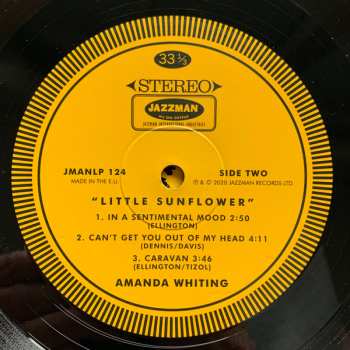 33 ⅓
STEREO
JAZZMAN
JMANLP 124
SIDE TWO
MADE IN THE E.U.
℗ & © 2020 JAZZMAN RECORDS LTD.
"LITTLE SUNFLOWER"
1. IN A SENTIMENTAL MOOD 2:50
(ELLINGTON)
2. CAN'T GET YOU OUT OF MY HEAD 4:11
(DENNIS/DAVIS)
3. CARAVAN 3:46
(ELLINGTON/TIZOL)
AMANDA WHITING